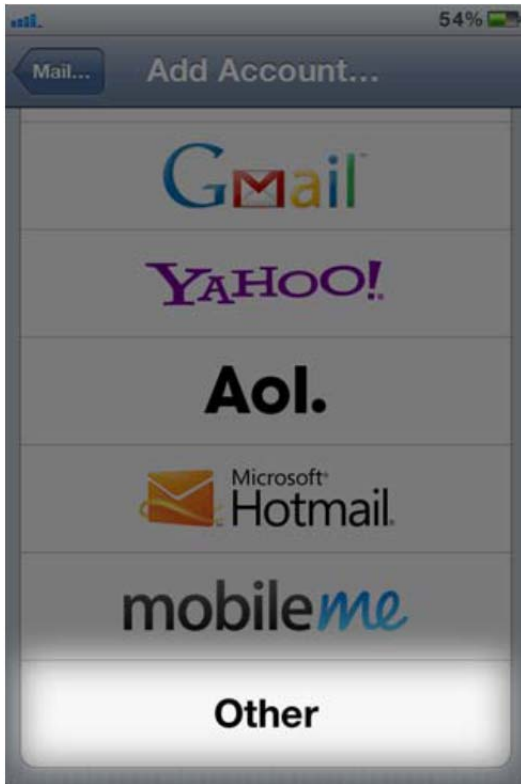 54%
Mail... Add Account...
Gmail
YAHOO!
Aol.
Microsoft
Hotmail
mobileme
Other